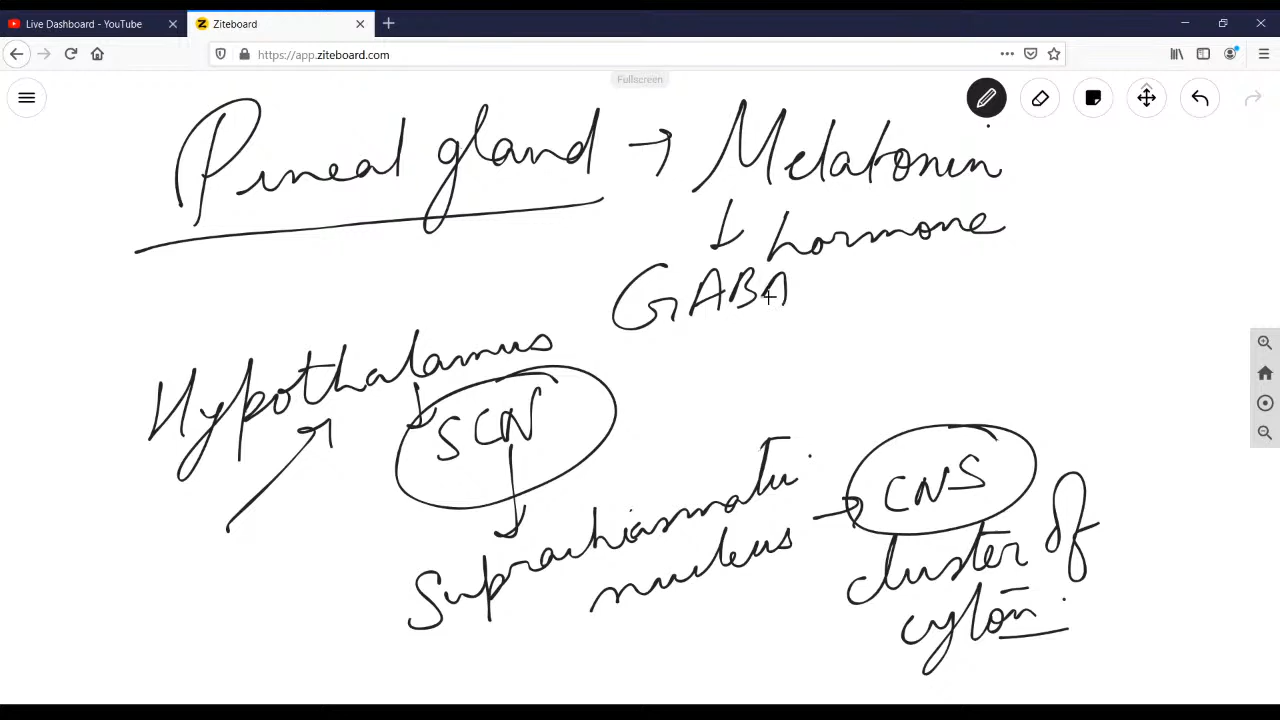 Live Dashboard - YouTube
Ziteboard
https://app.ziteboard.com
Fullscreen
Pineal gland → Melatonin
↓ hormone
GABA
Hypothalamus
↓
SCN
↓
Suprachiasmatic
nucleus → CNS
cluster of
cyton